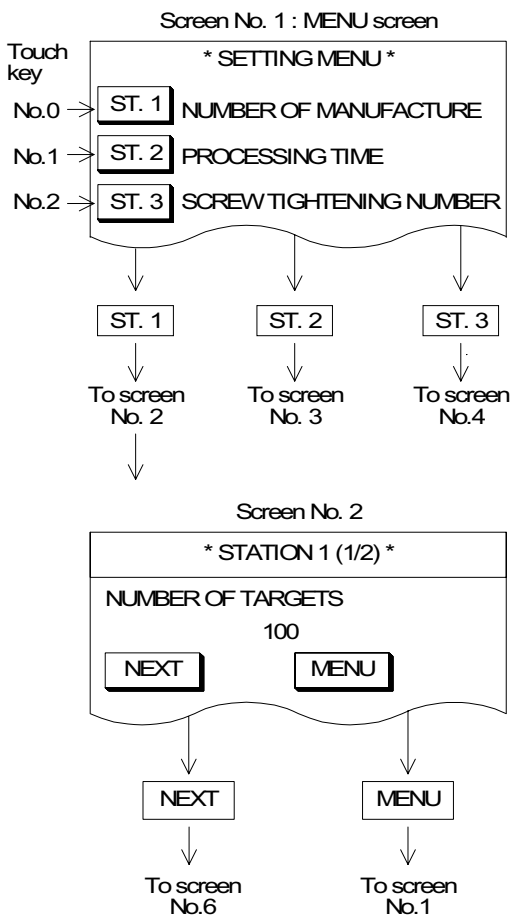 Screen No. 1 : MENU screen
Touch
key
* SETTING MENU *
No.0 ST. 1 NUMBER OF MANUFACTURE
No.1 ST. 2 PROCESSING TIME
No.2 ST. 3 SCREW TIGHTENING NUMBER
ST. 1 ST. 2 ST. 3
To screen To screen To screen
No. 2 No. 3 No.4
Screen No. 2
* STATION 1 (1/2) *
NUMBER OF TARGETS
100
NEXT MENU
NEXT MENU
To screen To screen
No.6 No.1